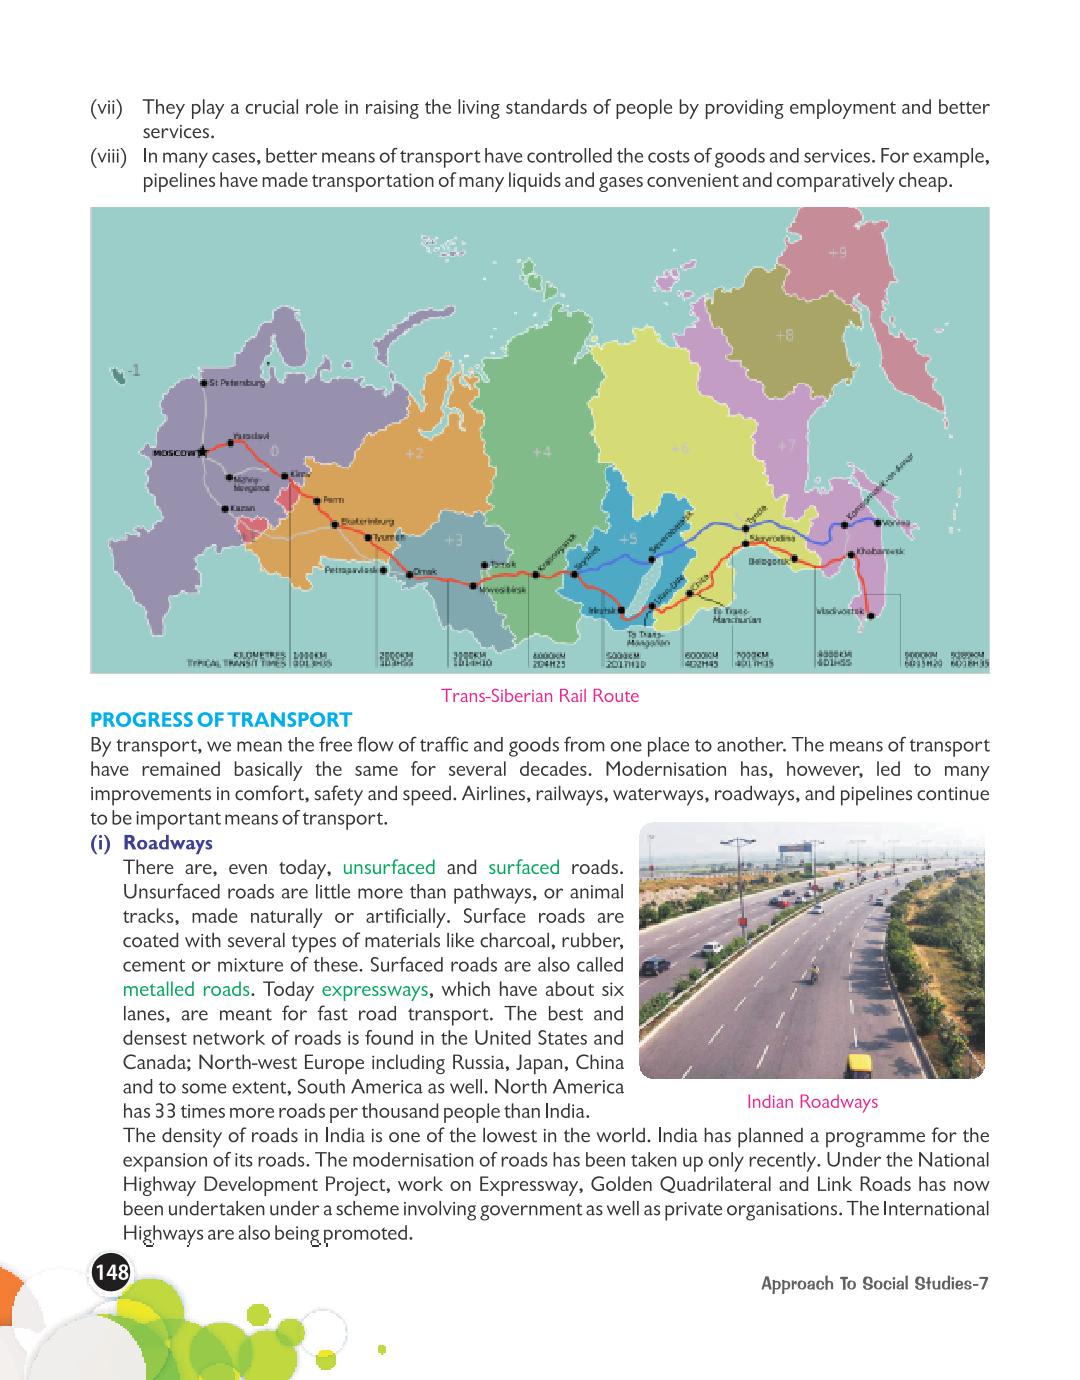 (vii) They play a crucial role in raising the living standards of people by providing employment and better
services.
(viii) In many cases, better means of transport have controlled the costs of goods and services. For example,
pipelines have made transportation of many liquids and gases convenient and comparatively cheap.
+9
+8
-1
St Petersburg
Yaroslavl
MOSCOW
0
+2
+4
+6
+7
Kirov
Nizhny-
Novgorod
Perm
Kazan
Ekaterinburg
Tyumen
+3
+5
Petropavlovsk
Omsk
Tomsk
Novosibirsk
Krasnoyarsk
Tayshet
Severobaikalsk
Tynda
Skovorodino
Belogorsk
Komsomolsk-on-Amur
Vanino
Khabarovsk
Vladivostok
Irkutsk
Ulan-Ude
Chita
To Trans-
Manchurian
To Trans-
Mongolian
KILOMETRES 1000KM 2000KM 3000KM 4000KM 5000KM 6000KM 7000KM 8000KM 9000KM 9289KM
TYPICAL TRANSIT TIMES 0D13H35 1D3H55 1D14H10 2D4H25 2D17H10 4D2H45 4D17H35 6D1H55 6D15H20 6D18H35
Trans-Siberian Rail Route
PROGRESS OF TRANSPORT
By transport, we mean the free flow of traffic and goods from one place to another. The means of transport
have remained basically the same for several decades. Modernisation has, however, led to many
improvements in comfort, safety and speed. Airlines, railways, waterways, roadways, and pipelines continue
to be important means of transport.
(i) Roadways
There are, even today, unsurfaced and surfaced roads.
Unsurfaced roads are little more than pathways, or animal
tracks, made naturally or artificially. Surface roads are
coated with several types of materials like charcoal, rubber,
cement or mixture of these. Surfaced roads are also called
metalled roads. Today expressways, which have about six
lanes, are meant for fast road transport. The best and
densest network of roads is found in the United States and
Canada; North-west Europe including Russia, Japan, China
and to some extent, South America as well. North America
has 33 times more roads per thousand people than India.
Indian Roadways
The density of roads in India is one of the lowest in the world. India has planned a programme for the
expansion of its roads. The modernisation of roads has been taken up only recently. Under the National
Highway Development Project, work on Expressway, Golden Quadrilateral and Link Roads has now
been undertaken under a scheme involving government as well as private organisations. The International
Highways are also being promoted.
148
Approach To Social Studies-7